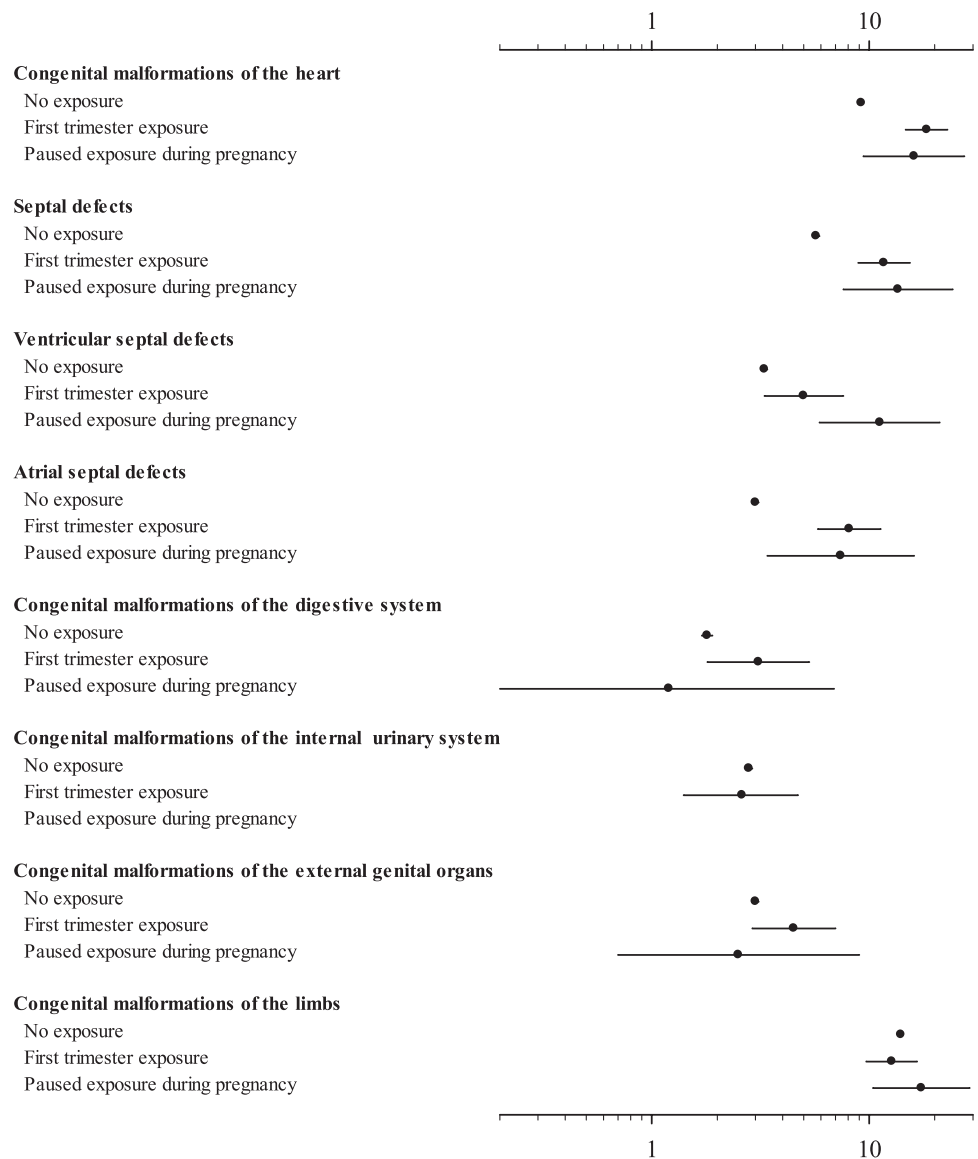 1 10
Congenital malformations of the heart
No exposure
First trimester exposure
Paused exposure during pregnancy
Septal defects
No exposure
First trimester exposure
Paused exposure during pregnancy
Ventricular septal defects
No exposure
First trimester exposure
Paused exposure during pregnancy
Atrial septal defects
No exposure
First trimester exposure
Paused exposure during pregnancy
Congenital malformations of the digestive system
No exposure
First trimester exposure
Paused exposure during pregnancy
Congenital malformations of the internal urinary system
No exposure
First trimester exposure
Paused exposure during pregnancy
Congenital malformations of the external genital organs
No exposure
First trimester exposure
Paused exposure during pregnancy
Congenital malformations of the limbs
No exposure
First trimester exposure
Paused exposure during pregnancy
1 10